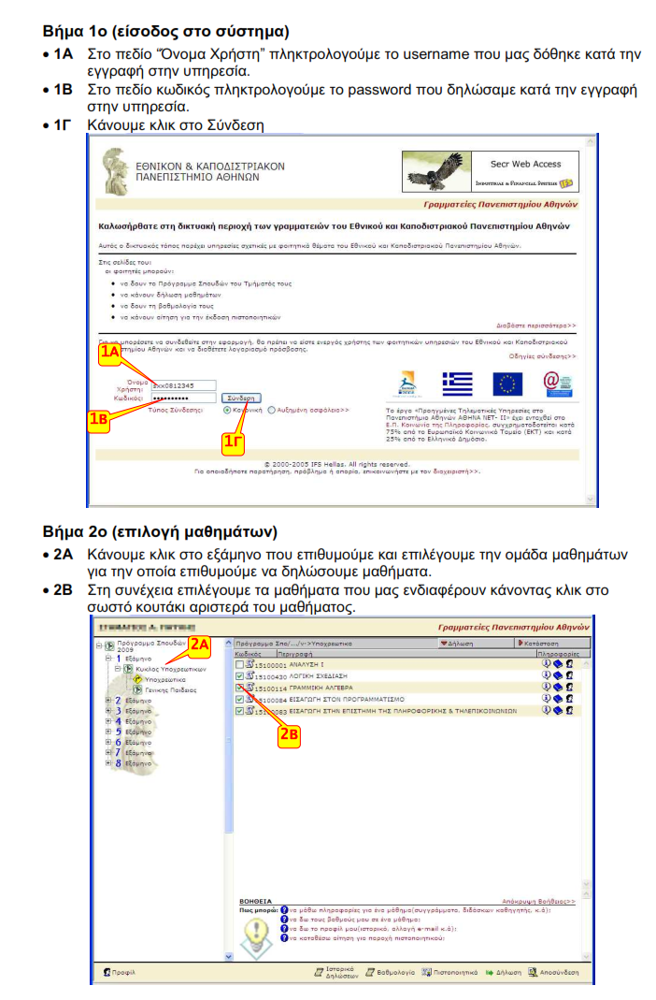 Βήμα 1ο (είσοδος στο σύστημα)
• 1Α Στο πεδίο “Όνομα Χρήστη” πληκτρολογούμε το username που μας δόθηκε κατά την
εγγραφή στην υπηρεσία.
• 1Β Στο πεδίο κωδικός πληκτρολογούμε το password που δηλώσαμε κατά την εγγραφή
στην υπηρεσία.
• 1Γ Κάνουμε κλικ στο Σύνδεση
ΕΘΝΙΚΟΝ & ΚΑΠΟΔΙΣΤΡΙΑΚΟΝ
ΠΑΝΕΠΙΣΤΗΜΙΟ ΑΘΗΝΩΝ
Secr Web Access
Industrial & Financial Systems
Γραμματείες Πανεπιστημίου Αθηνών
Καλωσήρθατε στη δικτυακή περιοχή των γραμματειών του Εθνικού και Καποδιστριακού Πανεπιστημίου Αθηνών
Αυτός ο δικτυακός τόπος παρέχει υπηρεσίες σχετικές με φοιτητικά θέματα του Εθνικού και Καποδιστριακού Πανεπιστημίου Αθηνών.
Στις σελίδες του:
οι φοιτητές μπορούν:
• να δουν το Πρόγραμμα Σπουδών του Τμήματός τους
• να κάνουν δήλωση μαθημάτων
• να δουν τη βαθμολογία τους
• να κάνουν αίτηση για την έκδοση πιστοποιητικών
Διαβάστε περισσότερα>>
Για να μπορέσετε να συνδεθείτε στην εφαρμογή, θα πρέπει να είστε ενεργός χρήστης των φοιτητικών υπηρεσιών του Εθνικού και Καποδιστριακού
Αθηνών και να διαθέτετε λογαριασμό πρόσβασης.
1Α
Οδηγίες σύνδεσης>>
Όνομα Χρήστη: sxx0812345
Κωδικός: •••••••••• Σύνδεση
1Β
Τύπος Σύνδεσης: Κανονική Αυξημένη ασφάλεια>>
1Γ
Το έργο «Προηγμένες Τηλεματικές Υπηρεσίες στο
Πανεπιστήμιο Αθηνών ATHNA NET- II» έχει ενταχθεί στο
Ε.Π. Κοινωνία της Πληροφορίας, συγχρηματοδοτείται κατά
75% από το Ευρωπαϊκό Κοινωνικό Ταμείο (ΕΚΤ) και κατά
25% από το Ελληνικό Δημόσιο.
© 2000-2005 IFS Hellas. All rights reserved.
Για οποιοδήποτε παρατήρηση, πρόβλημα ή απορία, επικοινωνήστε με τον διαχειριστή>>.
Βήμα 2ο (επιλογή μαθημάτων)
• 2Α Κάνουμε κλικ στο εξάμηνο που επιθυμούμε και επιλέγουμε την ομάδα μαθημάτων
για την οποία επιθυμούμε να δηλώσουμε μαθήματα.
• 2Β Στη συνέχεια επιλέγουμε τα μαθήματα που μας ενδιαφέρουν κάνοντας κλικ στο
σωστό κουτάκι αριστερά του μαθήματος.
Γραμματείες Πανεπιστημίου Αθηνών
Πρόγραμμα Σπουδών
2009
2Α
1 Εξάμηνο
Κυκλος Υποχρεωτικων
Υποχρεωτικα
Γενικης Παιδειας
2 Εξάμηνο
3 Εξάμηνο
4 Εξάμηνο
5 Εξάμηνο
6 Εξάμηνο
7 Εξάμηνο
8 Εξάμηνο
Πρόγραμμα Σπο/.../ν->Υποχρεωτικα Δήλωση Κατάσταση
Κωδικός Περιγραφή Πληροφορίες
15100001 ΑΝΑΛΥΣΗ Ι
15100430 ΛΟΓΙΚΗ ΣΧΕΔΙΑΣΗ
15100114 ΓΡΑΜΜΙΚΗ ΑΛΓΕΒΡΑ
15100084 ΕΙΣΑΓΩΓΗ ΣΤΟΝ ΠΡΟΓΡΑΜΜΑΤΙΣΜΟ
15100083 ΕΙΣΑΓΩΓΗ ΣΤΗΝ ΕΠΙΣΤΗΜΗ ΤΗΣ ΠΛΗΡΟΦΟΡΙΚΗΣ & ΤΗΛΕΠΙΚΟΙΝΩΝΙΩΝ
2Β
ΒΟΗΘΕΙΑ Απόκρυψη Βοήθειας>>
Πως μπορώ: να μάθω πληροφορίες για ένα μάθημα(συγγράμματα, διδάσκων καθηγητής, κ.ά);
να δω τους βαθμούς μου σε ένα μάθημα;
να δω το προφίλ μου(ιστορικό, αλλαγή e-mail κ.ά);
να καταθέσω αίτηση για παροχή πιστοποιητικού;
Προφίλ Ιστορικό Δηλώσεων Βαθμολογία Πιστοποιητικά Δήλωση Αποσύνδεση